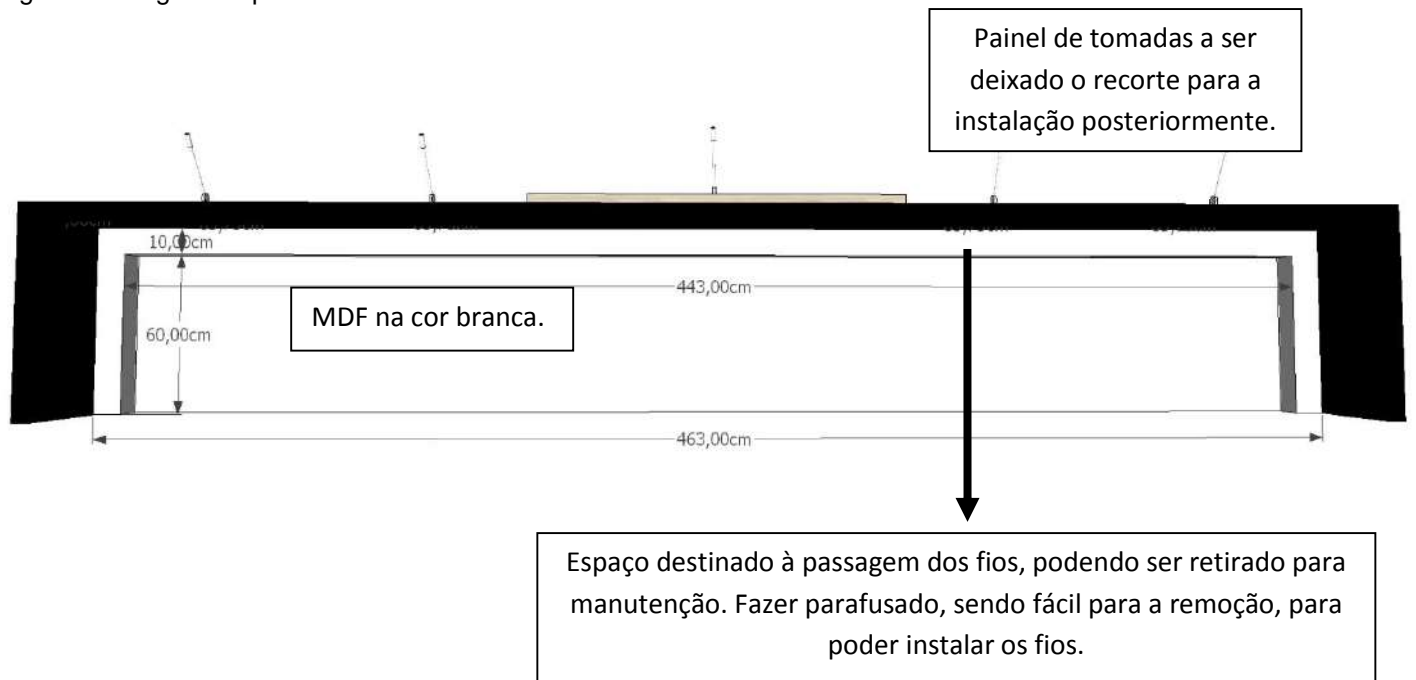 Painel de tomadas a ser
deixado o recorte para a
instalação posteriormente.
10,00cm
443,00cm
MDF na cor branca.
60,00cm
463,00cm
Espaço destinado à passagem dos fios, podendo ser retirado para
manutenção. Fazer parafusado, sendo fácil para a remoção, para
poder instalar os fios.